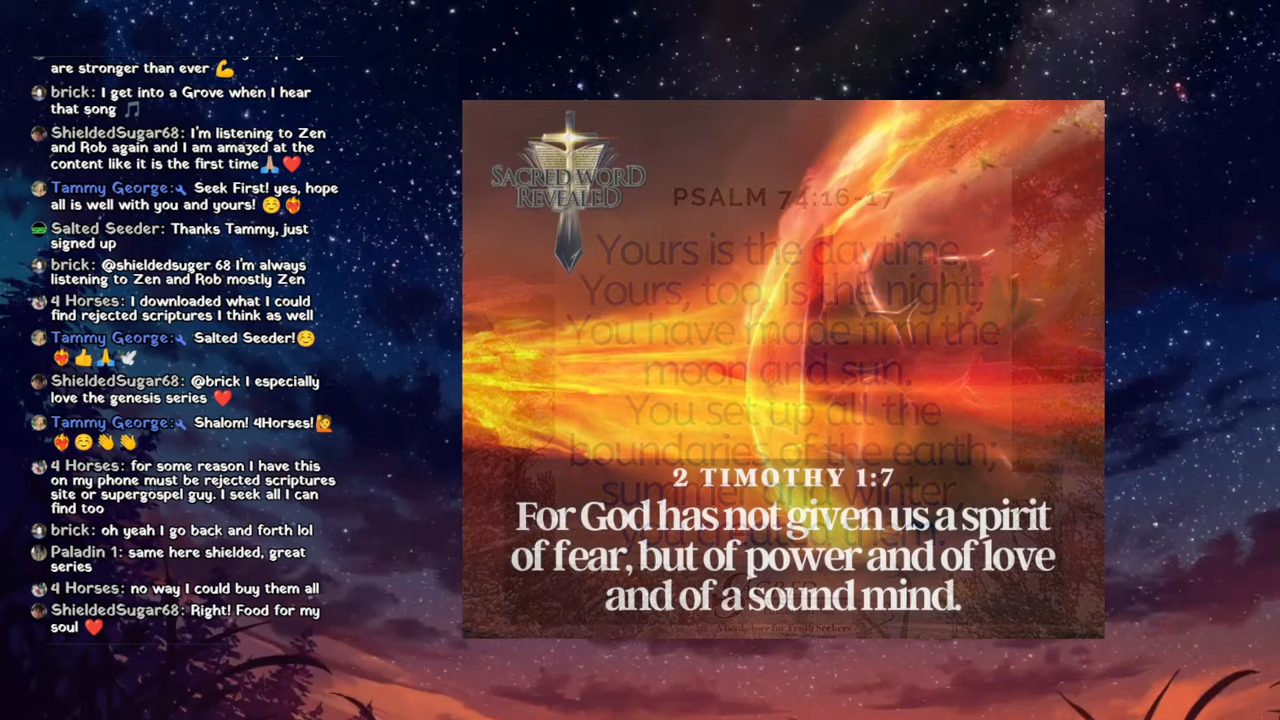 are stronger than ever 💪
brick: I get into a Grove when I hear
that song 🎵
ShieldedSugar68: I'm listening to Zen
and Rob again and I am amazed at the
content like it is the first time🙏❤️
Tammy George:🔧 Seek First! yes, hope
all is well with you and yours! ☺️❤️‍🔥
Salted Seeder: Thanks Tammy, just
signed up
brick: @shieldedsuger 68 I'm always
listening to Zen and Rob mostly Zen
4 Horses: I downloaded what I could
find rejected scriptures I think as well
Tammy George:🔧 Salted Seeder!☺️
❤️‍🔥👍🙏🕊️
ShieldedSugar68: @brick I especially
love the genesis series ❤️
Tammy George:🔧 Shalom! 4Horses!🙋
❤️‍🔥☺️👏👏
4 Horses: for some reason I have this
on my phone must be rejected scriptures
site or supergospel guy. I seek all I can
find too
brick: oh yeah I go back and forth lol
Paladin 1: same here shielded, great
series
4 Horses: no way I could buy them all
ShieldedSugar68: Right! Food for my
soul ❤️
SACRED WORD
REVEALED
PSALM 74:16-17
Yours is the daytime,
Yours, too, is the night;
You have made firm the
moon and sun.
You set up all the
boundaries of the earth;
summer and winter,
you created them.
2 TIMOTHY 1:7
For God has not given us a spirit
of fear, but of power and of love
and of a sound mind.